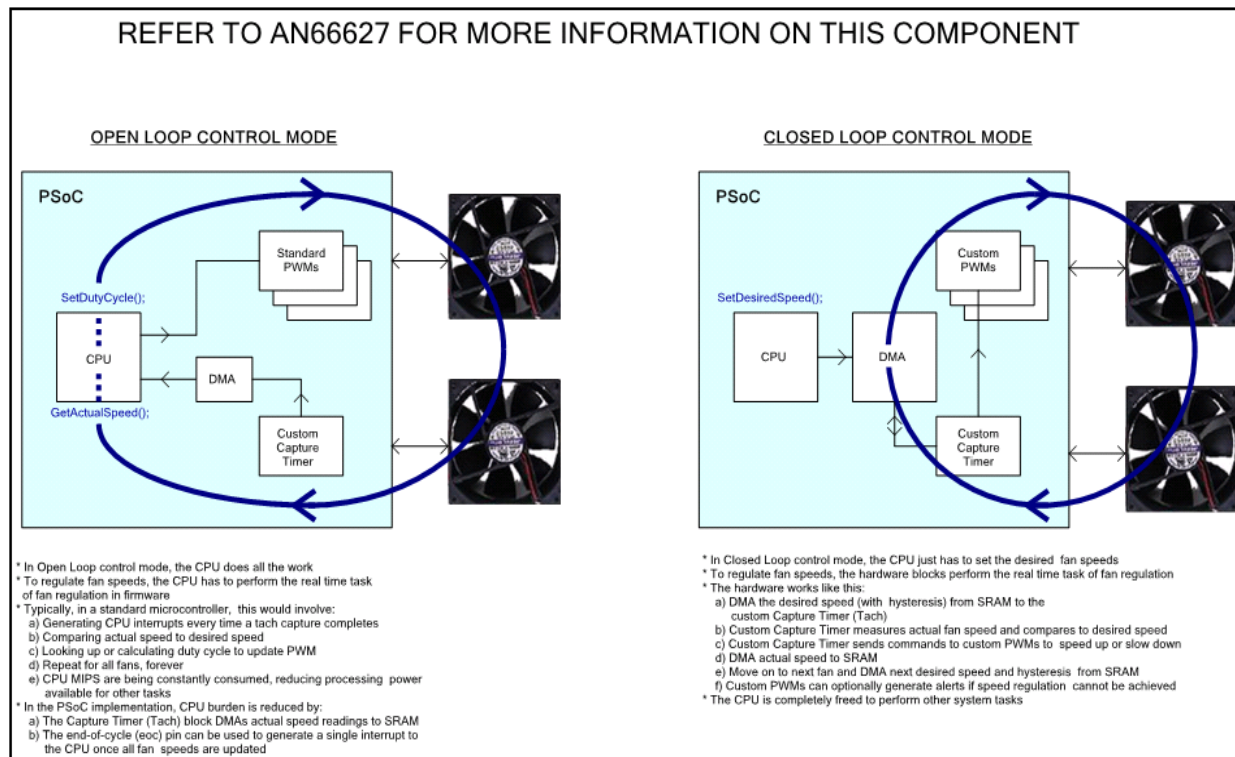 REFER TO AN66627 FOR MORE INFORMATION ON THIS COMPONENT
OPEN LOOP CONTROL MODE
PSoC
Standard
PWMs
SetDutyCycle();
CPU
DMA
GetActualSpeed();
Custom
Capture
Timer
* In Open Loop control mode, the CPU does all the work
* To regulate fan speeds, the CPU has to perform the real time task
of fan regulation in firmware
* Typically, in a standard microcontroller, this would involve:
a) Generating CPU interrupts every time a tach capture completes
b) Comparing actual speed to desired speed
c) Looking up or calculating duty cycle to update PWM
d) Repeat for all fans, forever
e) CPU MIPS are being constantly consumed, reducing processing power
available for other tasks
* In the PSoC implementation, CPU burden is reduced by:
a) The Capture Timer (Tach) block DMAs actual speed readings to SRAM
b) The end-of-cycle (eoc) pin can be used to generate a single interrupt to
the CPU once all fan speeds are updated
CLOSED LOOP CONTROL MODE
PSoC
Custom
PWMs
SetDesiredSpeed();
CPU
DMA
Custom
Capture
Timer
* In Closed Loop control mode, the CPU just has to set the desired fan speeds
* To regulate fan speeds, the hardware blocks perform the real time task of fan regulation
* The hardware works like this:
a) DMA the desired speed (with hysteresis) from SRAM to the
custom Capture Timer (Tach)
b) Custom Capture Timer measures actual fan speed and compares to desired speed
c) Custom Capture Timer sends commands to custom PWMs to speed up or slow down
d) DMA actual speed to SRAM
e) Move on to next fan and DMA next desired speed and hysteresis from SRAM
f) Custom PWMs can optionally generate alerts if speed regulation cannot be achieved
* The CPU is completely freed to perform other system tasks